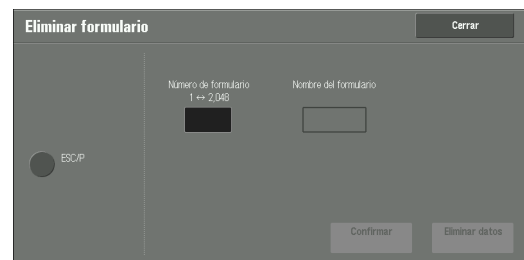 Eliminar formulario
Cerrar
Número de formulario
1 ↔ 2,048
Nombre del formulario
ESC/P
Confirmar
Eliminar datos